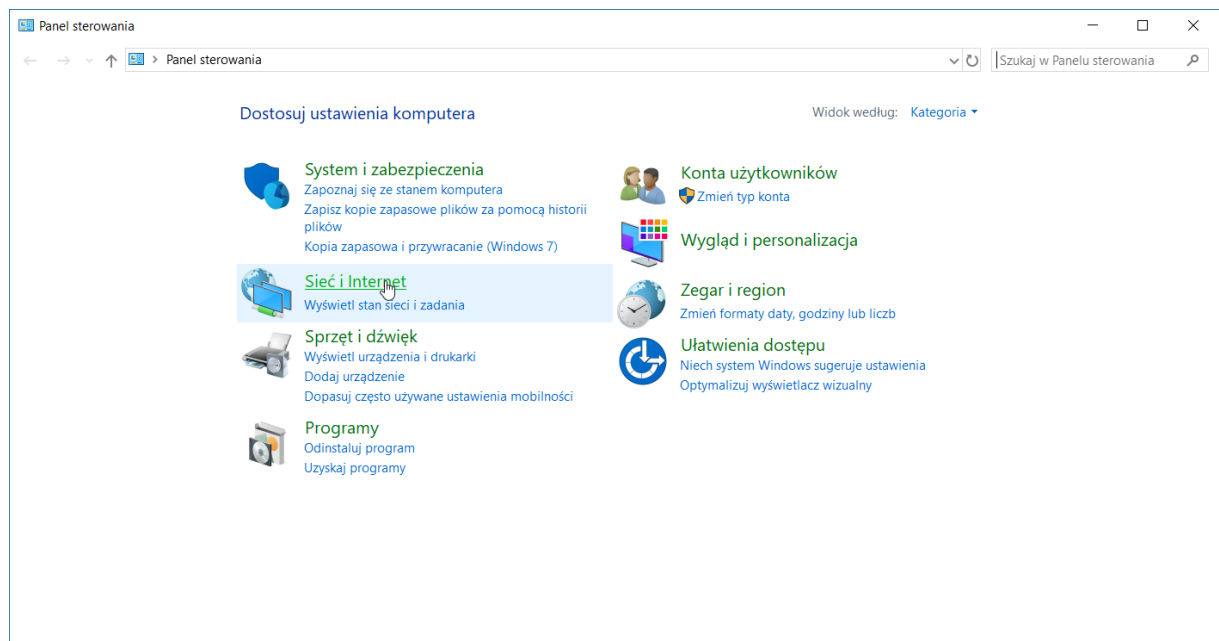 Panel sterowania
Panel sterowania
Szukaj w Panelu sterowania
Dostosuj ustawienia komputera
Widok według: Kategoria
System i zabezpieczenia
Zapoznaj się ze stanem komputera
Zapisz kopie zapasowe plików za pomocą historii
plików
Kopia zapasowa i przywracanie (Windows 7)
Sieć i Internet
Wyświetl stan sieci i zadania
Sprzęt i dźwięk
Wyświetl urządzenia i drukarki
Dodaj urządzenie
Dopasuj często używane ustawienia mobilności
Programy
Odinstaluj program
Uzyskaj programy
Konta użytkowników
Zmień typ konta
Wygląd i personalizacja
Zegar i region
Zmień formaty daty, godziny lub liczb
Ułatwienia dostępu
Niech system Windows sugeruje ustawienia
Optymalizuj wyświetlacz wizualny